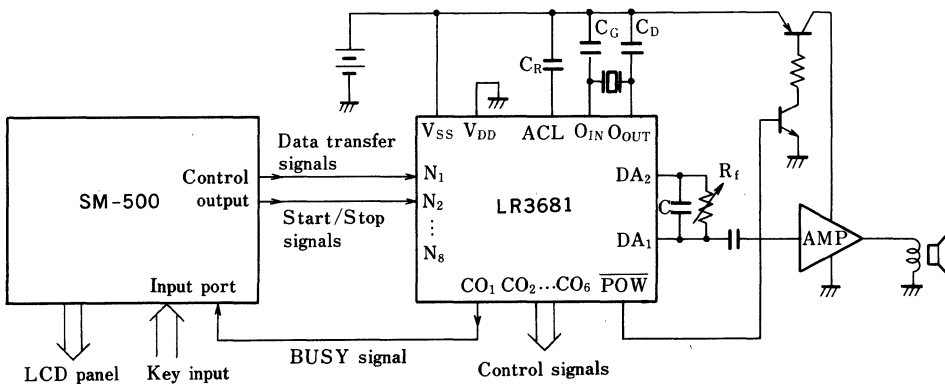 C_G
C_D
C_R
V_SS
V_DD
ACL
O_IN
O_OUT
Data transfer
signals
Control
output
SM-500
N_1
N_2
⋮
N_8
LR3681
DA_2
DA_1
C
R_f
AMP
Start/Stop
signals
Input port
CO_1 CO_2…CO_6 P̅O̅W̅
BUSY signal
LCD panel
Key input
Control signals